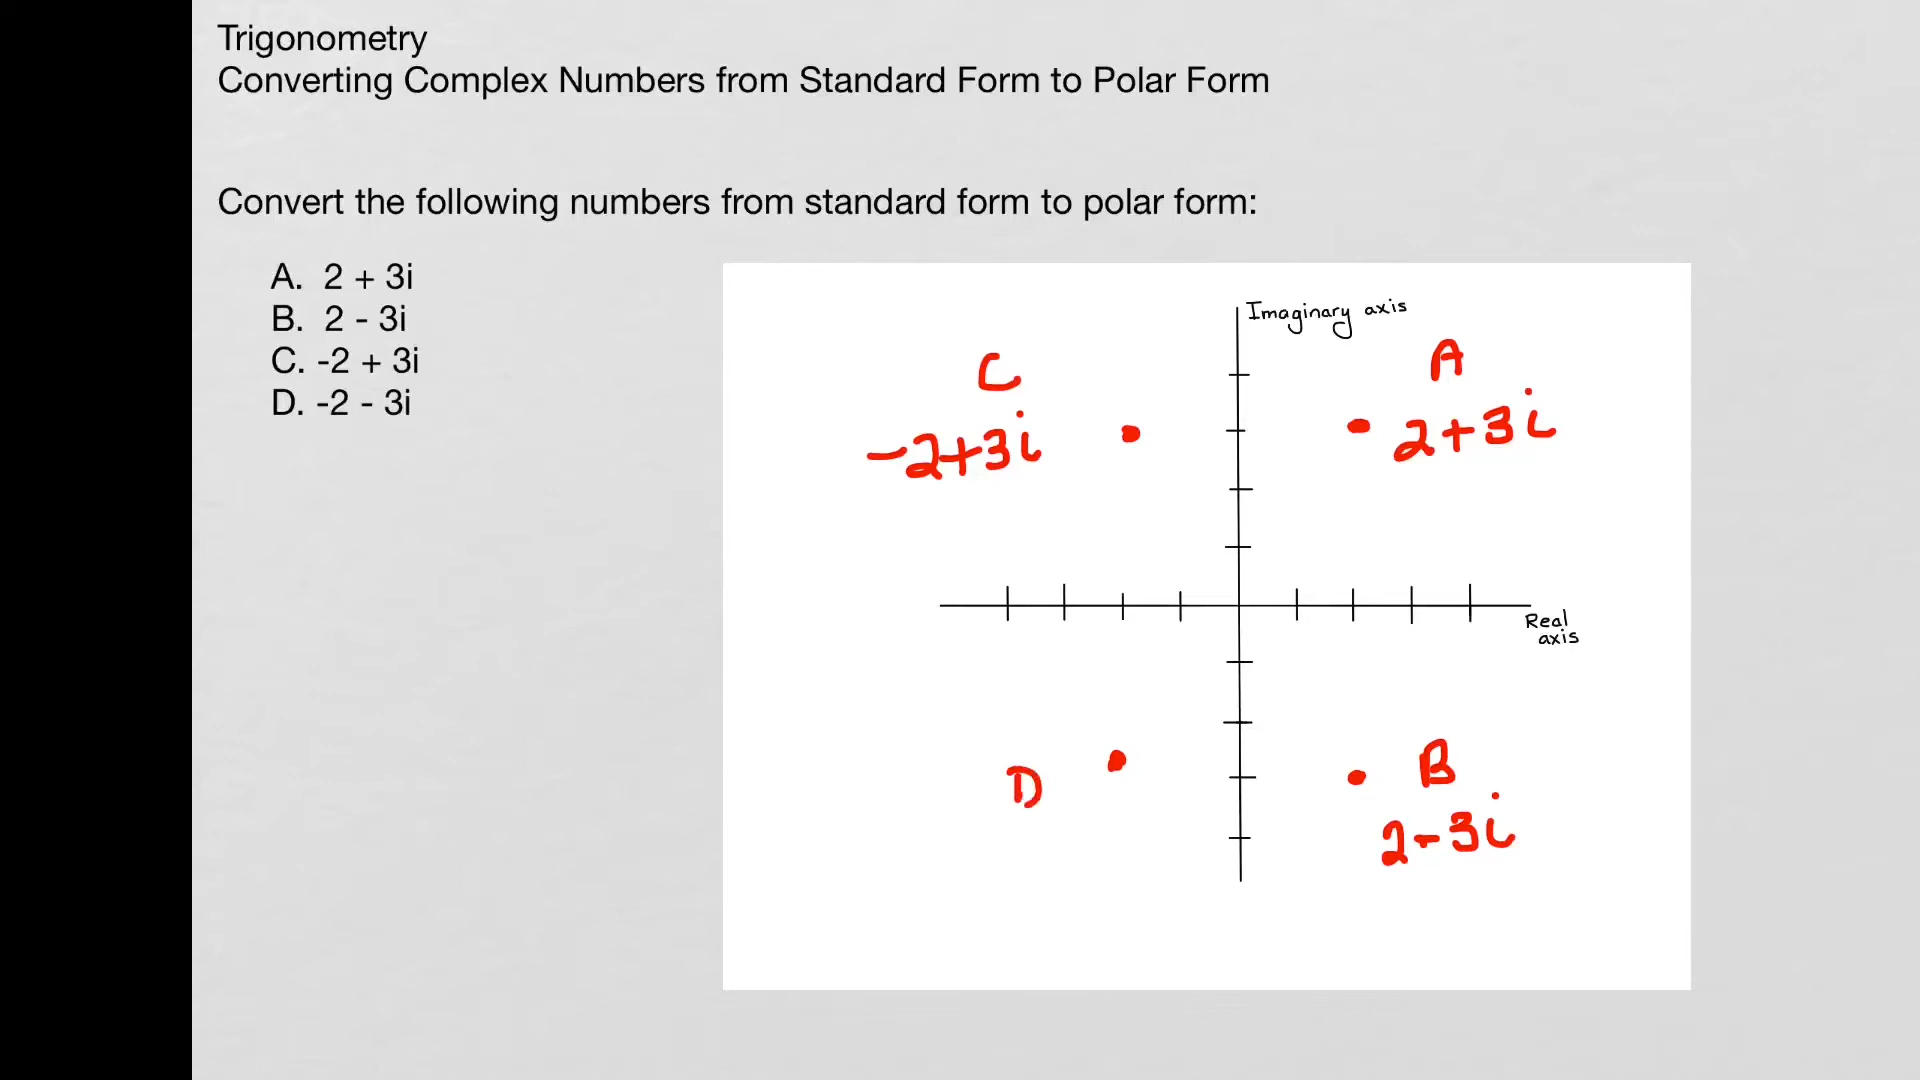 Trigonometry
Converting Complex Numbers from Standard Form to Polar Form
Convert the following numbers from standard form to polar form:
A. 2 + 3i
B. 2 - 3i
C. -2 + 3i
D. -2 - 3i
Imaginary axis
C
A
-2+3i
2+3i
Real
axis
D
B
2-3i